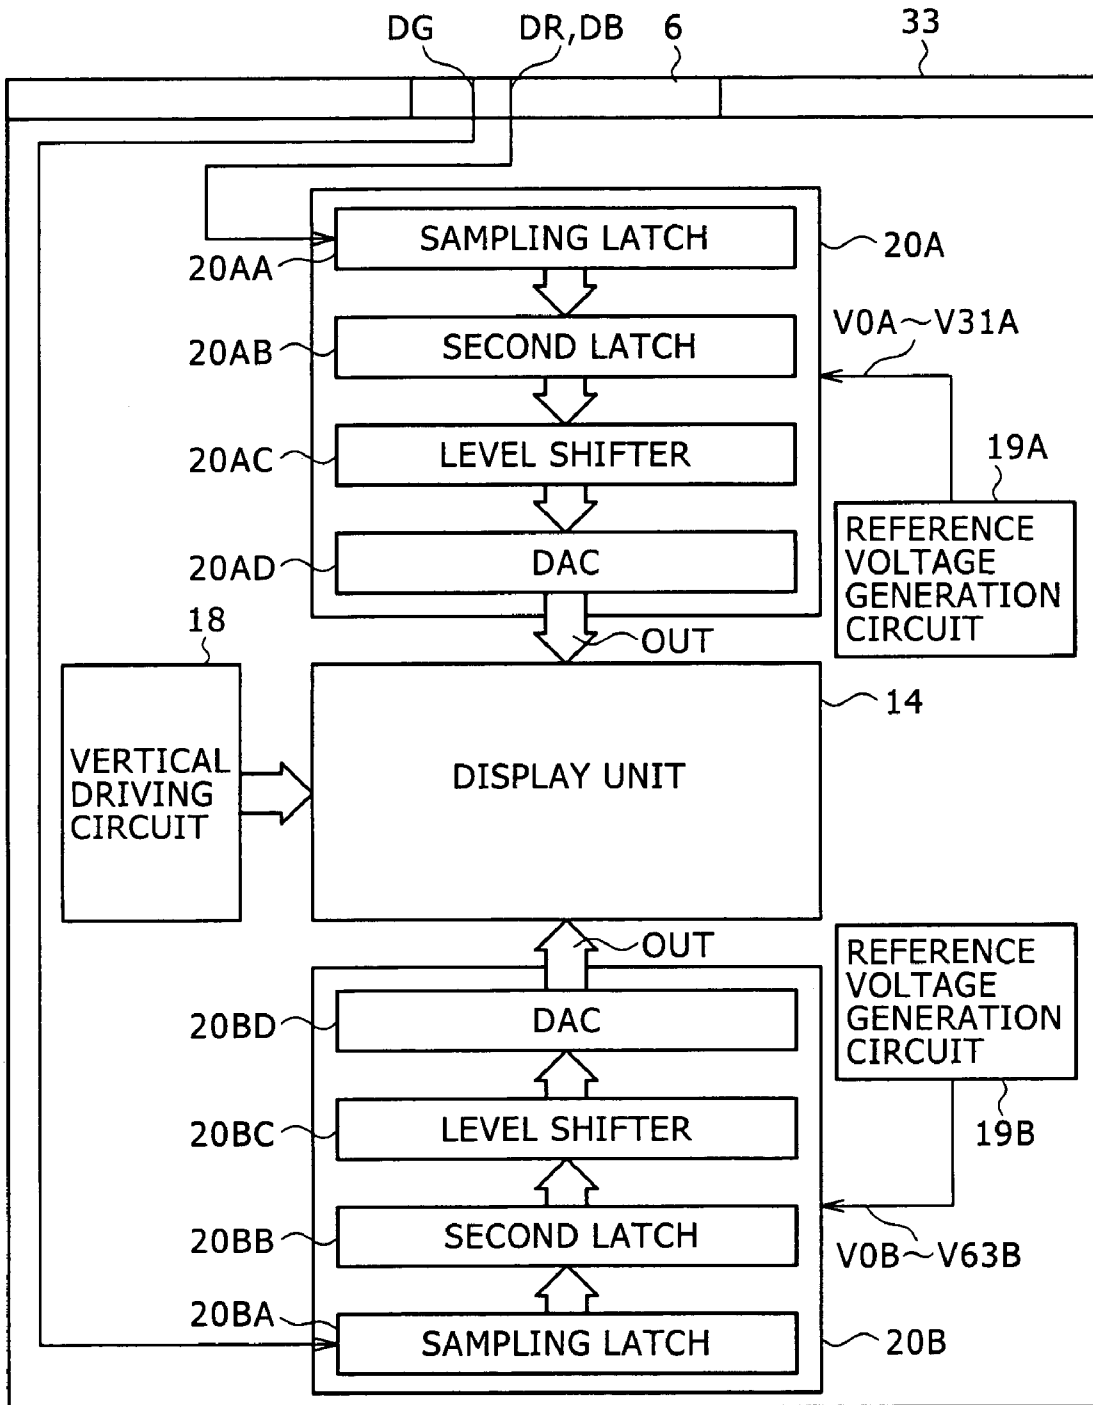 DG
DR,DB
6
33
SAMPLING LATCH
20AA
20A
SECOND LATCH
20AB
V0A～V31A
LEVEL SHIFTER
20AC
19A
DAC
20AD
REFERENCE
VOLTAGE
GENERATION
CIRCUIT
18
OUT
VERTICAL
DRIVING
CIRCUIT
DISPLAY UNIT
14
OUT
REFERENCE
VOLTAGE
GENERATION
CIRCUIT
DAC
20BD
LEVEL SHIFTER
20BC
19B
SECOND LATCH
20BB
V0B～V63B
20BA
SAMPLING LATCH
20B